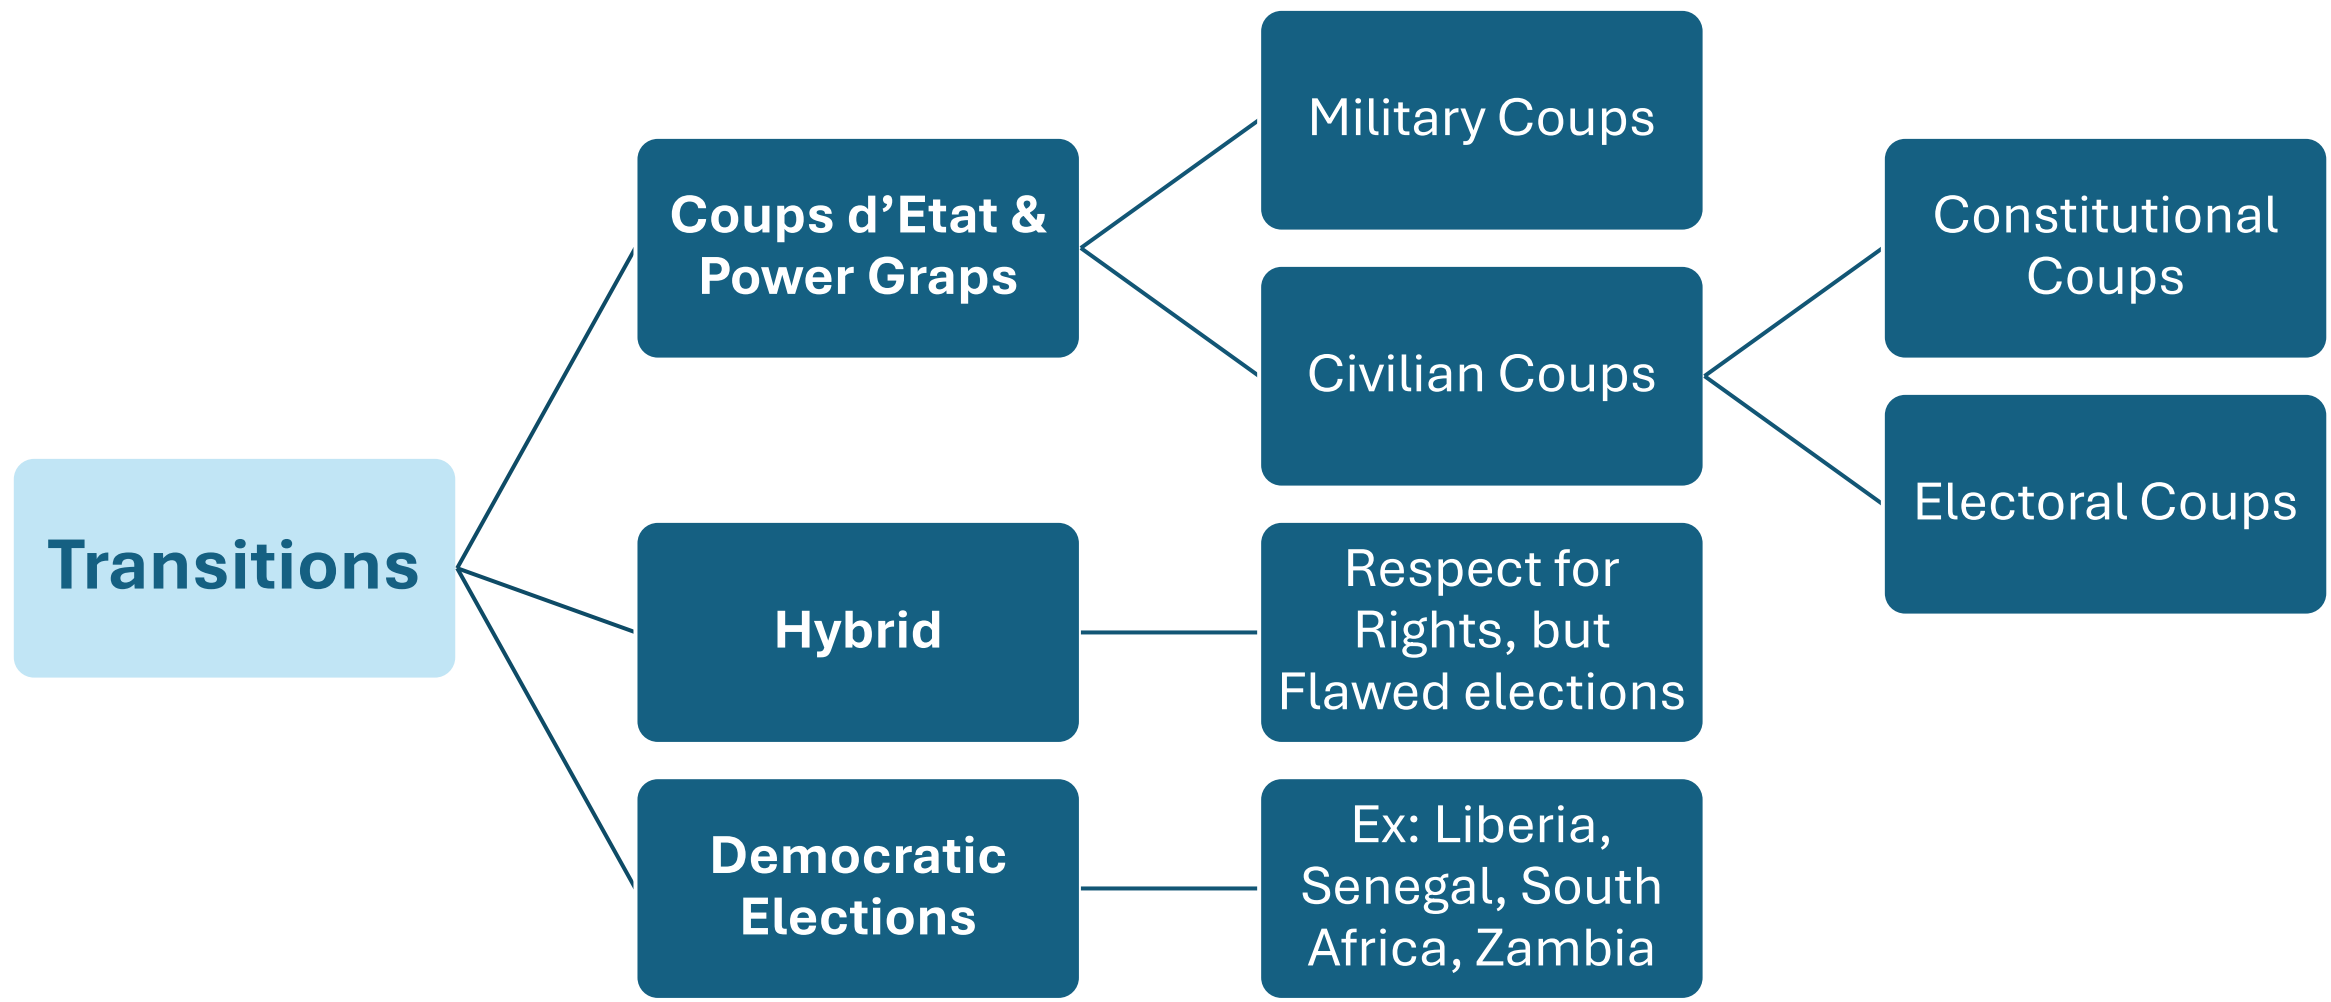 Transitions
Coups d’Etat &
Power Graps
Military Coups
Civilian Coups
Constitutional
Coups
Electoral Coups
Hybrid
Respect for
Rights, but
Flawed elections
Democratic
Elections
Ex: Liberia,
Senegal, South
Africa, Zambia